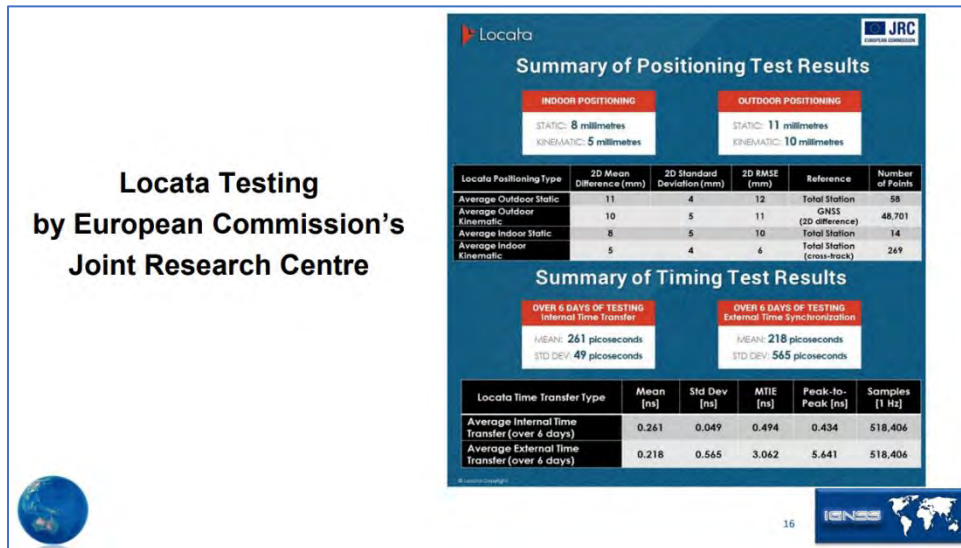 Locata Testing
by European Commission's
Joint Research Centre
Locata
JRC
EUROPEAN COMMISSION
Summary of Positioning Test Results
INDOOR POSITIONING
STATIC: 8 millimetres
KINEMATIC: 5 millimetres
OUTDOOR POSITIONING
STATIC: 11 millimetres
KINEMATIC: 10 millimetres
Locata Positioning Type 2D Mean Difference (mm) 2D Standard Deviation (mm) 2D RMSE (mm) Reference Number of Points
Average Outdoor Static 11 4 12 Total Station 58
Average Outdoor Kinematic 10 5 11 GNSS (2D difference) 48,701
Average Indoor Static 8 5 10 Total Station 14
Average Indoor Kinematic 5 4 6 Total Station (cross-track) 269
Summary of Timing Test Results
OVER 6 DAYS OF TESTING
Internal Time Transfer
MEAN: 261 picoseconds
STD DEV: 49 picoseconds
OVER 6 DAYS OF TESTING
External Time Synchronization
MEAN: 218 picoseconds
STD DEV: 565 picoseconds
Locata Time Transfer Type Mean [ns] Std Dev [ns] MTIE [ns] Peak-to-Peak [ns] Samples [1 Hz]
Average Internal Time Transfer (over 6 days) 0.261 0.049 0.494 0.434 518,406
Average External Time Transfer (over 6 days) 0.218 0.565 3.062 5.641 518,406
© Locata Copyright
16
IGNSS